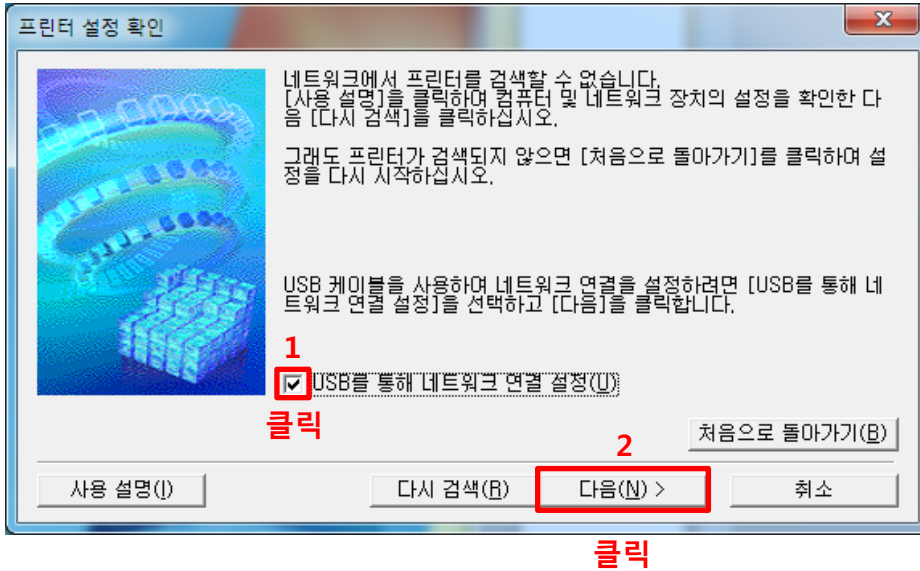 프린터 설정 확인
네트워크에서 프린터를 검색할 수 없습니다.
[사용 설명]을 클릭하여 컴퓨터 및 네트워크 장치의 설정을 확인한 다
음 [다시 검색]를 클릭하십시오.
그래도 프린터가 검색되지 않으면 [처음으로 돌아가기]를 클릭하여 설
정을 다시 시작하십시오.
USB 케이블을 사용하여 네트워크 연결을 설정하려면 [USB를 통해 네
트워크 연결 설정]을 선택하고 [다음]을 클릭합니다.
1
USB를 통해 네트워크 연결 설정(U)
클릭
처음으로 돌아가기(B)
2
사용 설명(I)
다시 검색(R)
다음(N) >
취소
클릭